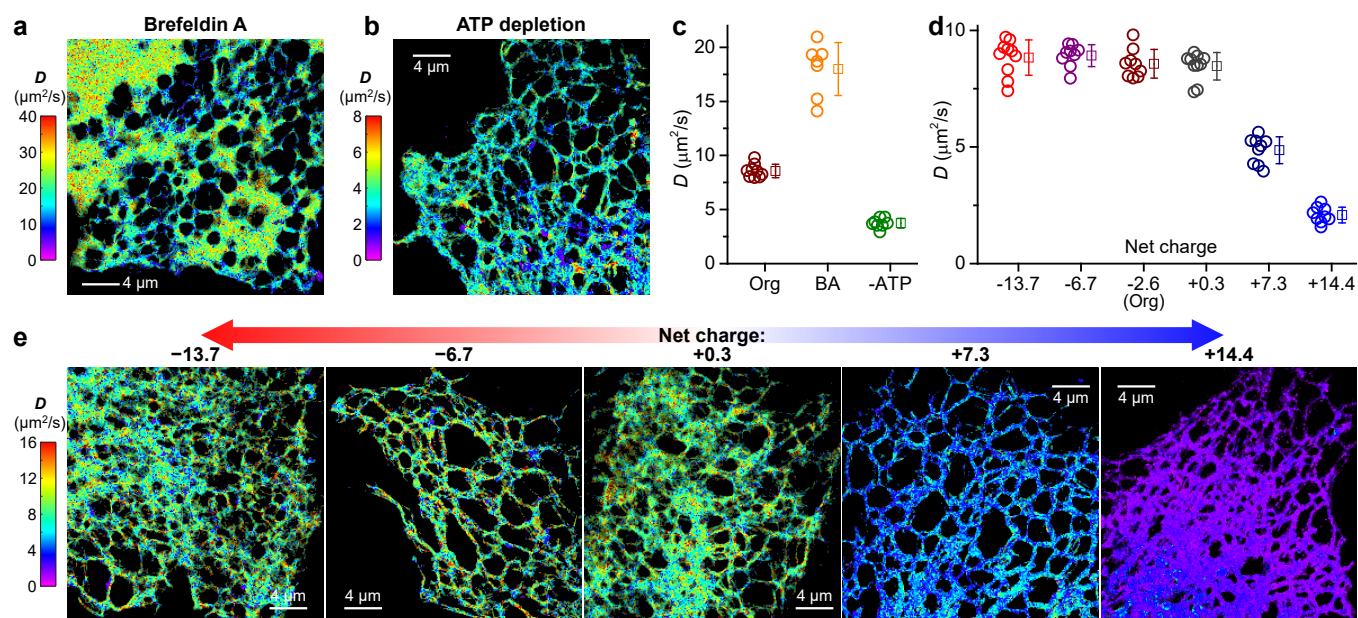 a
Brefeldin A
D
(µm²/s)
40
30
20
10
0
4 µm
b
ATP depletion
D
(µm²/s)
8
6
4
2
0
4 µm
c
D (µm²/s)
20
15
10
5
0
Org BA -ATP
d
D (µm²/s)
10
5
0
Net charge
-13.7 -6.7 -2.6 +0.3 +7.3 +14.4
(Org)
e
Net charge:
−13.7 −6.7 +0.3 +7.3 +14.4
D
(µm²/s)
16
12
8
4
0
4 µm
4 µm
4 µm
4 µm
4 µm